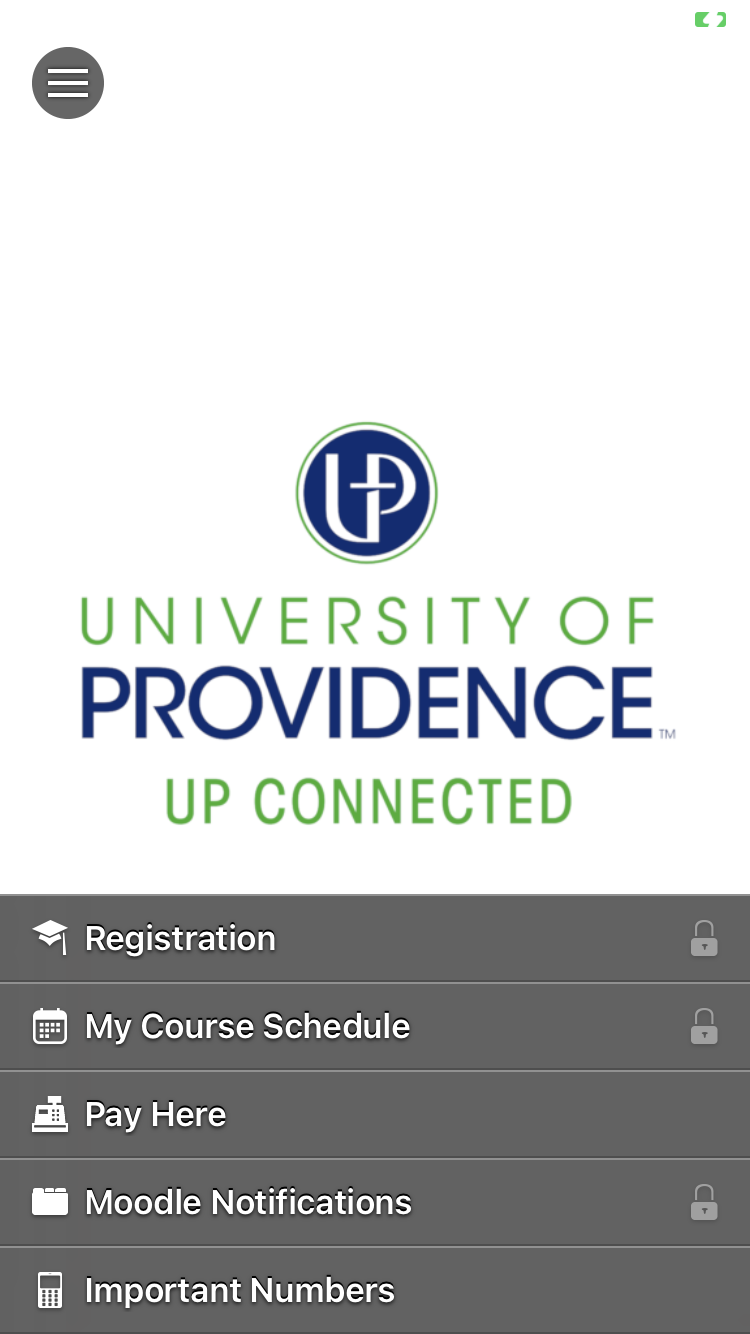 UP
UNIVERSITY OF
PROVIDENCE™
UP CONNECTED
Registration
My Course Schedule
Pay Here
Moodle Notifications
Important Numbers